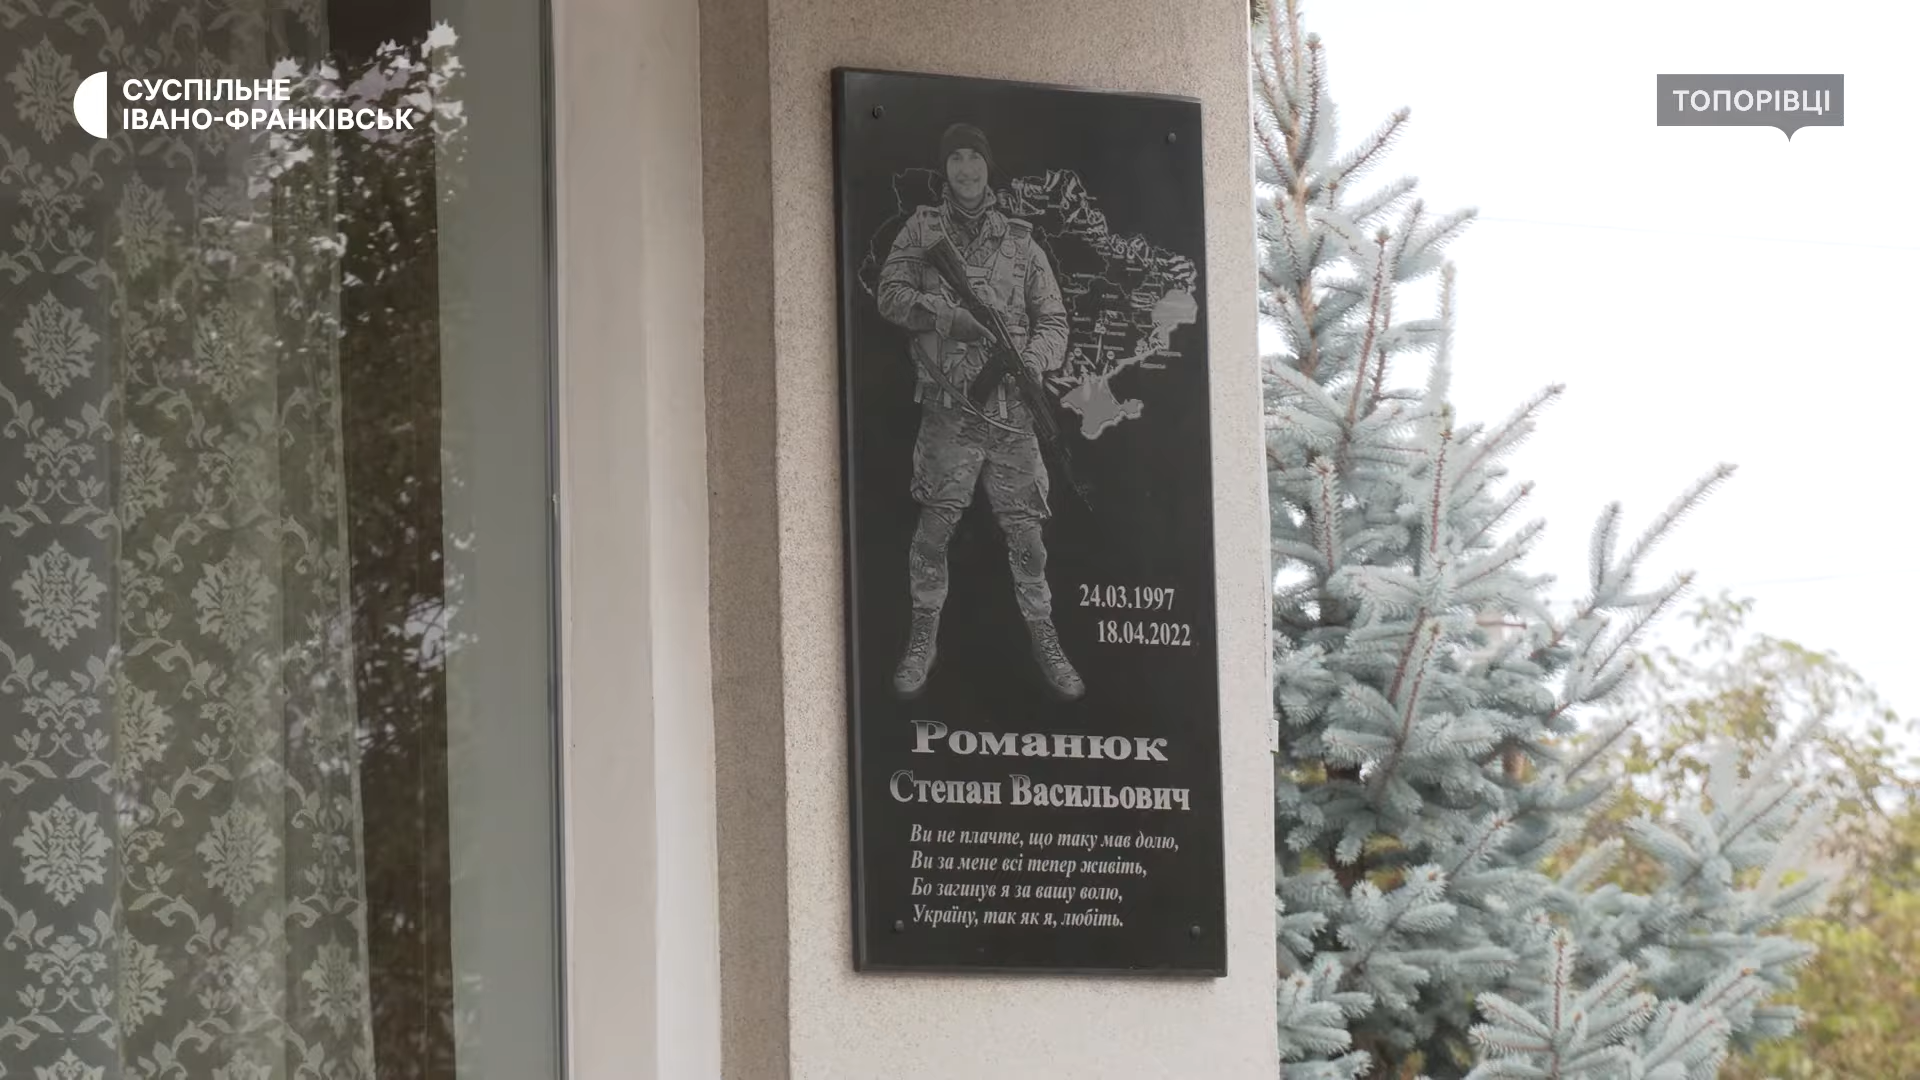 СУСПІЛЬНЕ
ІВАНО-ФРАНКІВСЬК
ТОПОРІВЦІ
24.03.1997
18.04.2022
Романюк
Степан Васильович
Ви не плачте, що таку мав долю,
Ви за мене всі тепер живіть,
Бо загинув я за вашу волю,
Україну, так як я, любіть.